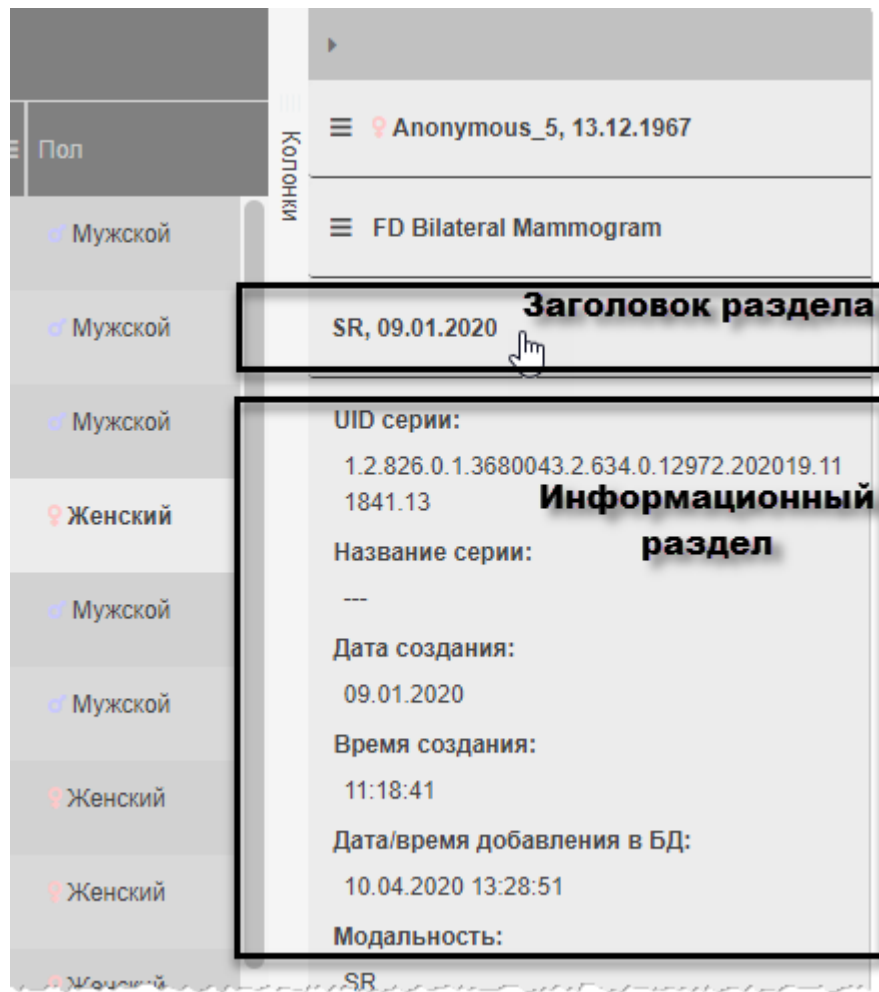 Пол
Мужской
Мужской
Мужской
Женский
Мужской
Мужской
Женский
Женский
Женский
Колонки
Anonymous_5, 13.12.1967
FD Bilateral Mammogram
Заголовок раздела
SR, 09.01.2020
UID серии:
1.2.826.0.1.3680043.2.634.0.12972.202019.11
1841.13
Информационный
раздел
Название серии:
---
Дата создания:
09.01.2020
Время создания:
11:18:41
Дата/время добавления в БД:
10.04.2020 13:28:51
Модальность:
SR